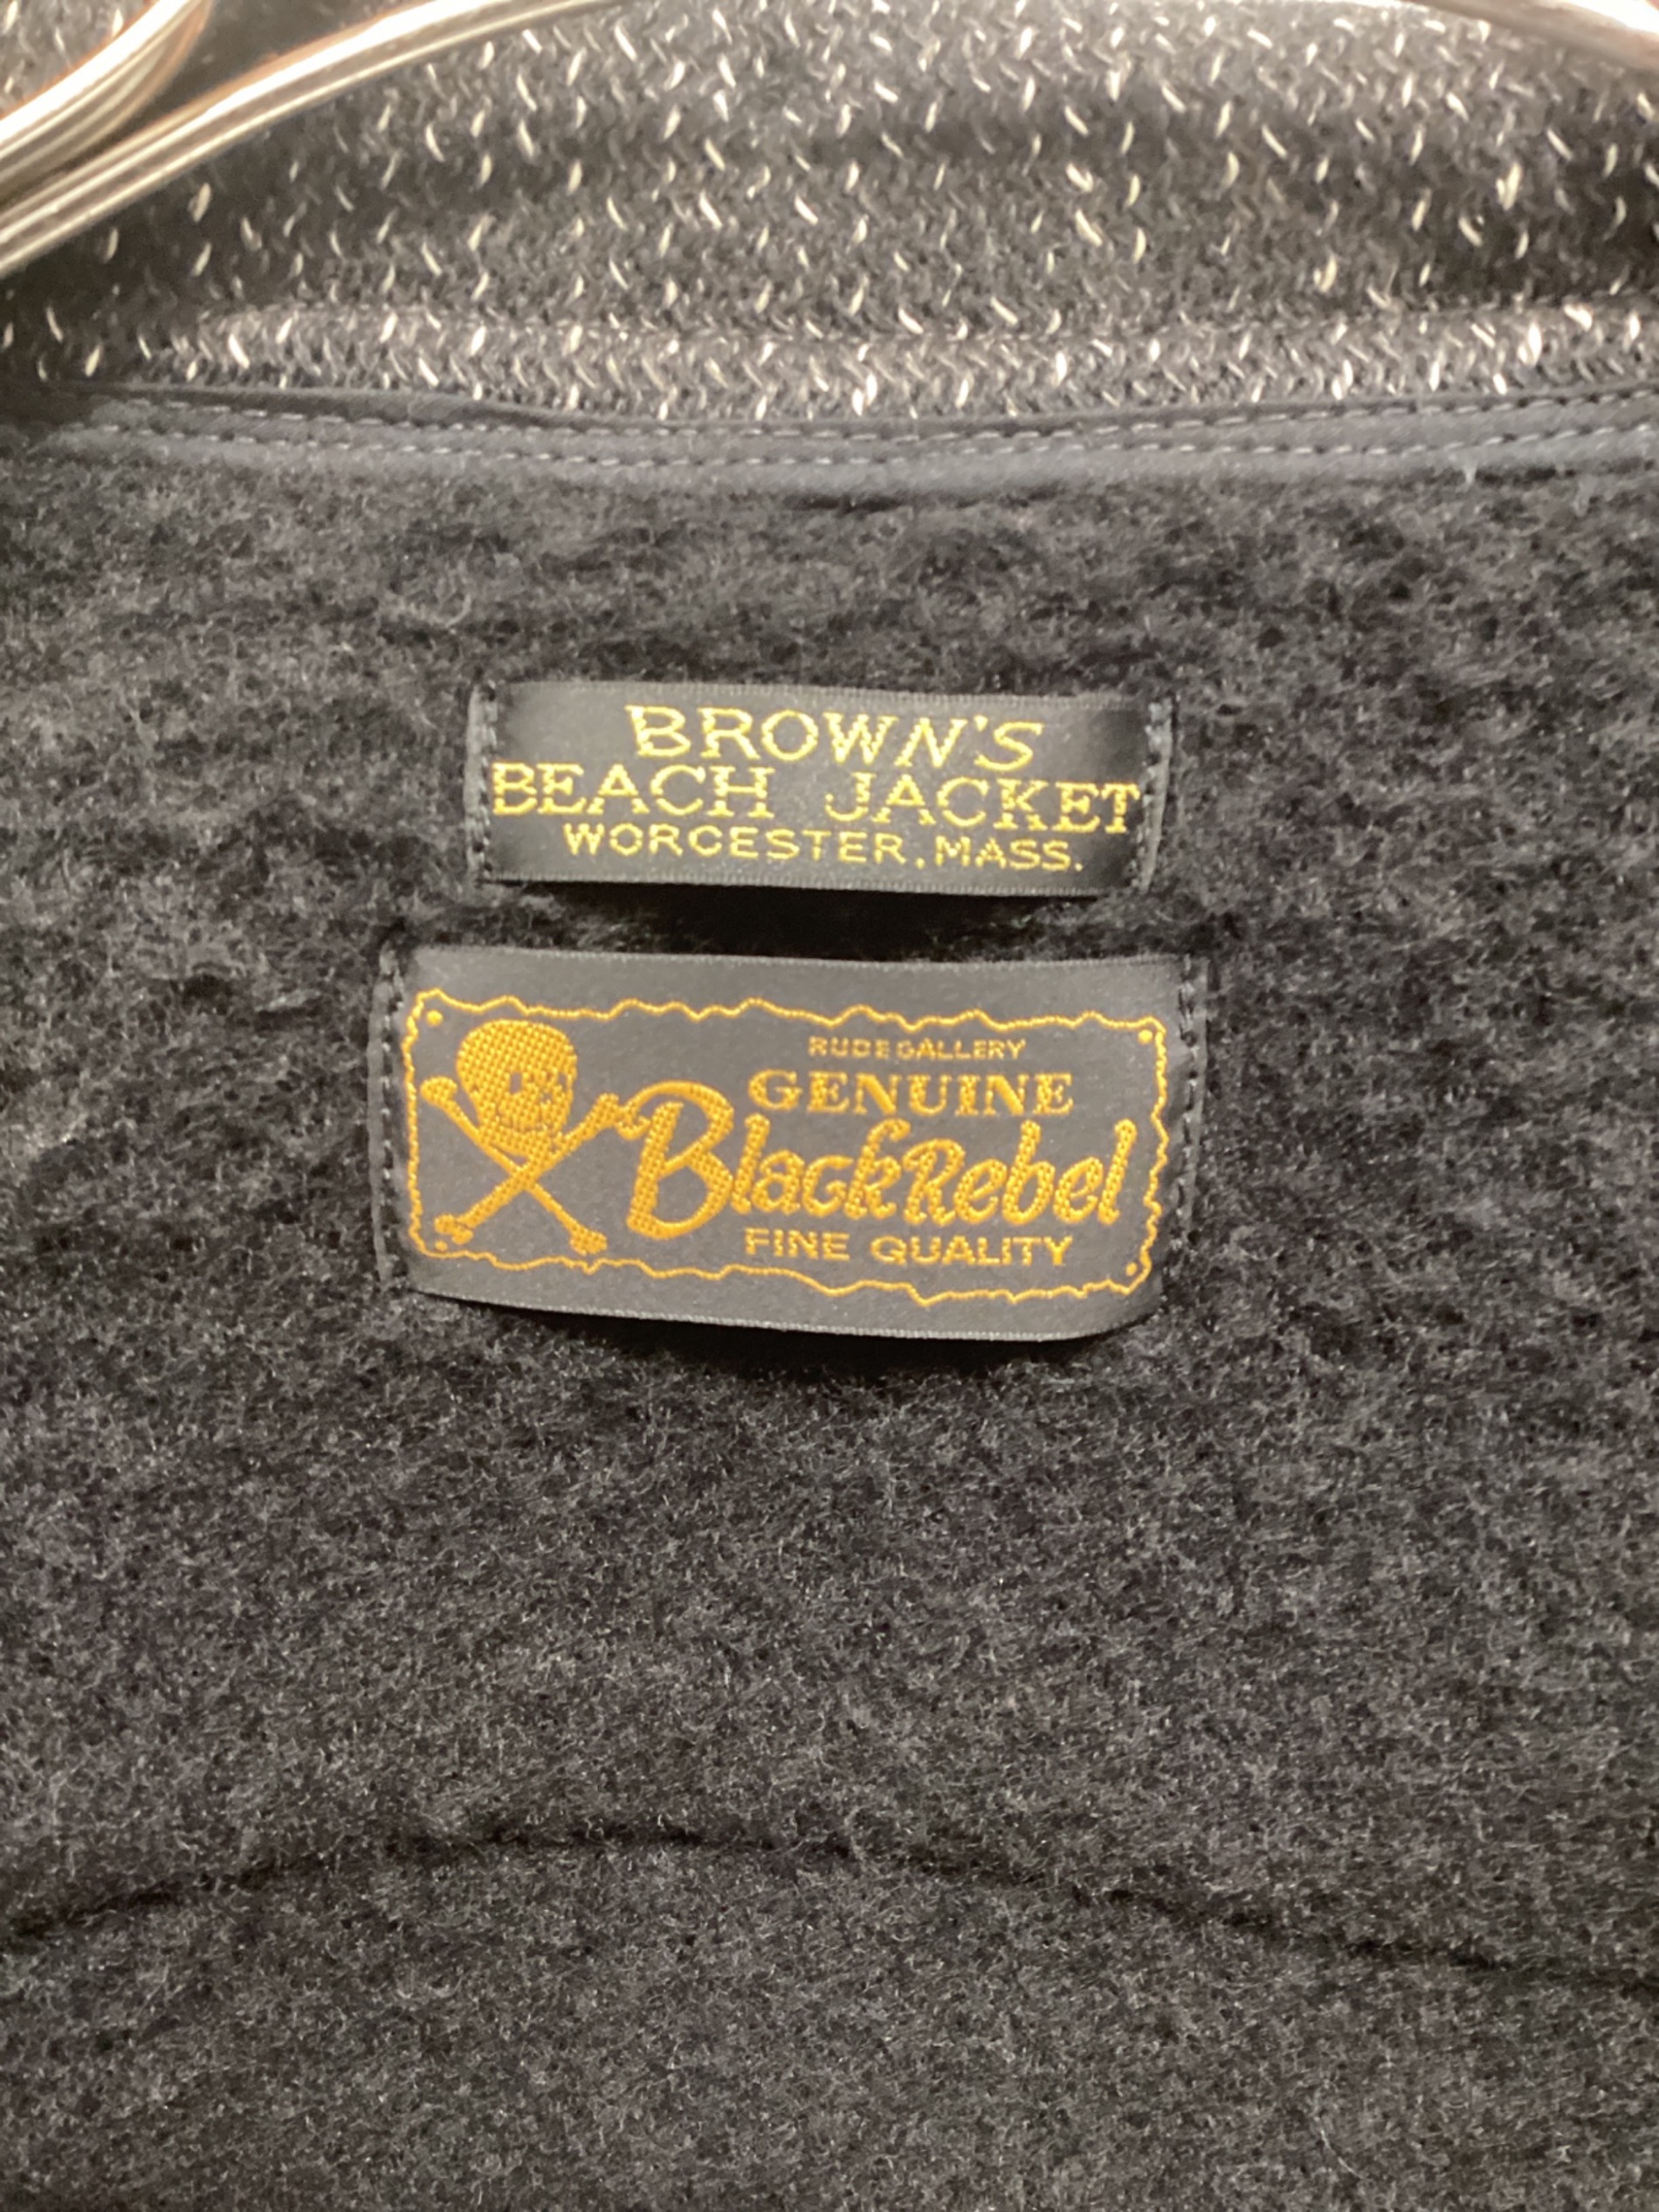 BROWN'S
BEACH JACKET
WORCESTER, MASS.
RUDE GALLERY
GENUINE
BlackRebel
FINE QUALITY